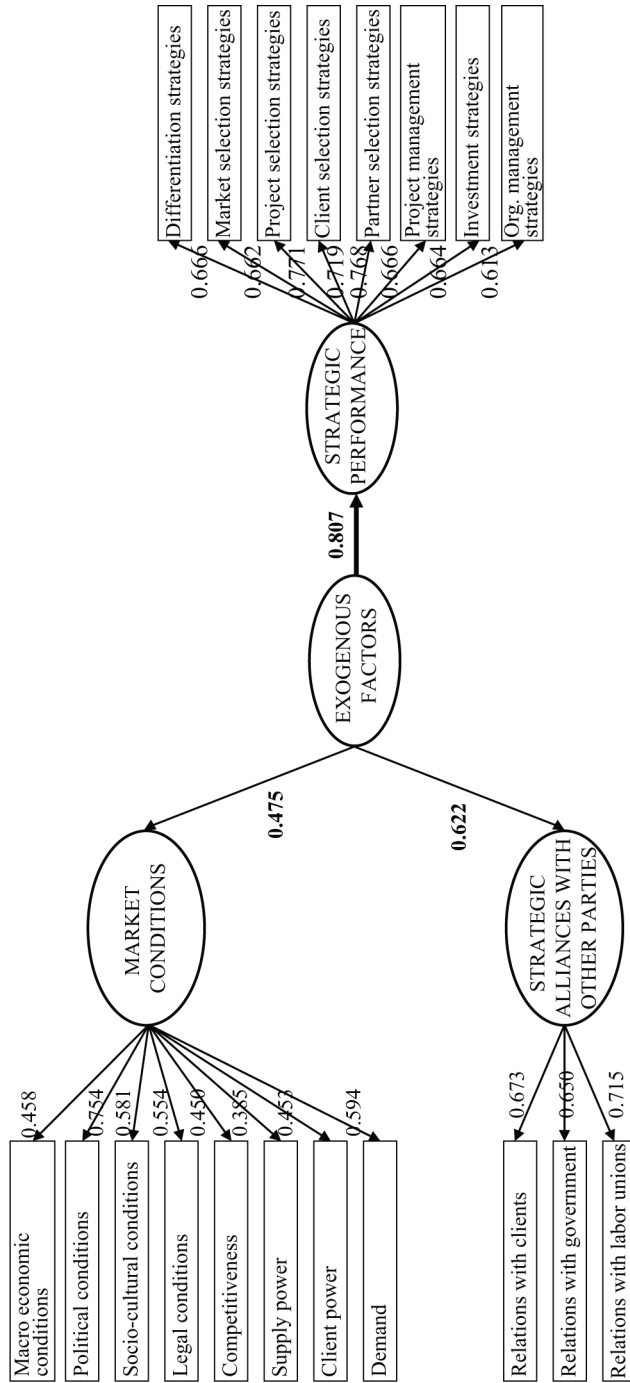 Macro economic
conditions
Political conditions
Socio-cultural conditions
Legal conditions
Competitiveness
Supply power
Client power
Demand
0.458
0.754
0.581
0.554
0.450
0.385
0.453
0.594
MARKET
CONDITIONS
Relations with clients
Relations with government
Relations with labor unions
0.673
0.650
0.715
STRATEGIC
ALLIANCES WITH
OTHER PARTIES
0.475
0.622
EXOGENOUS
FACTORS
0.807
STRATEGIC
PERFORMANCE
0.666
0.662
0.771
0.719
0.768
0.666
0.664
0.613
Differentiation strategies
Market selection strategies
Project selection strategies
Client selection strategies
Partner selection strategies
Project management
strategies
Investment strategies
Org. management
strategies